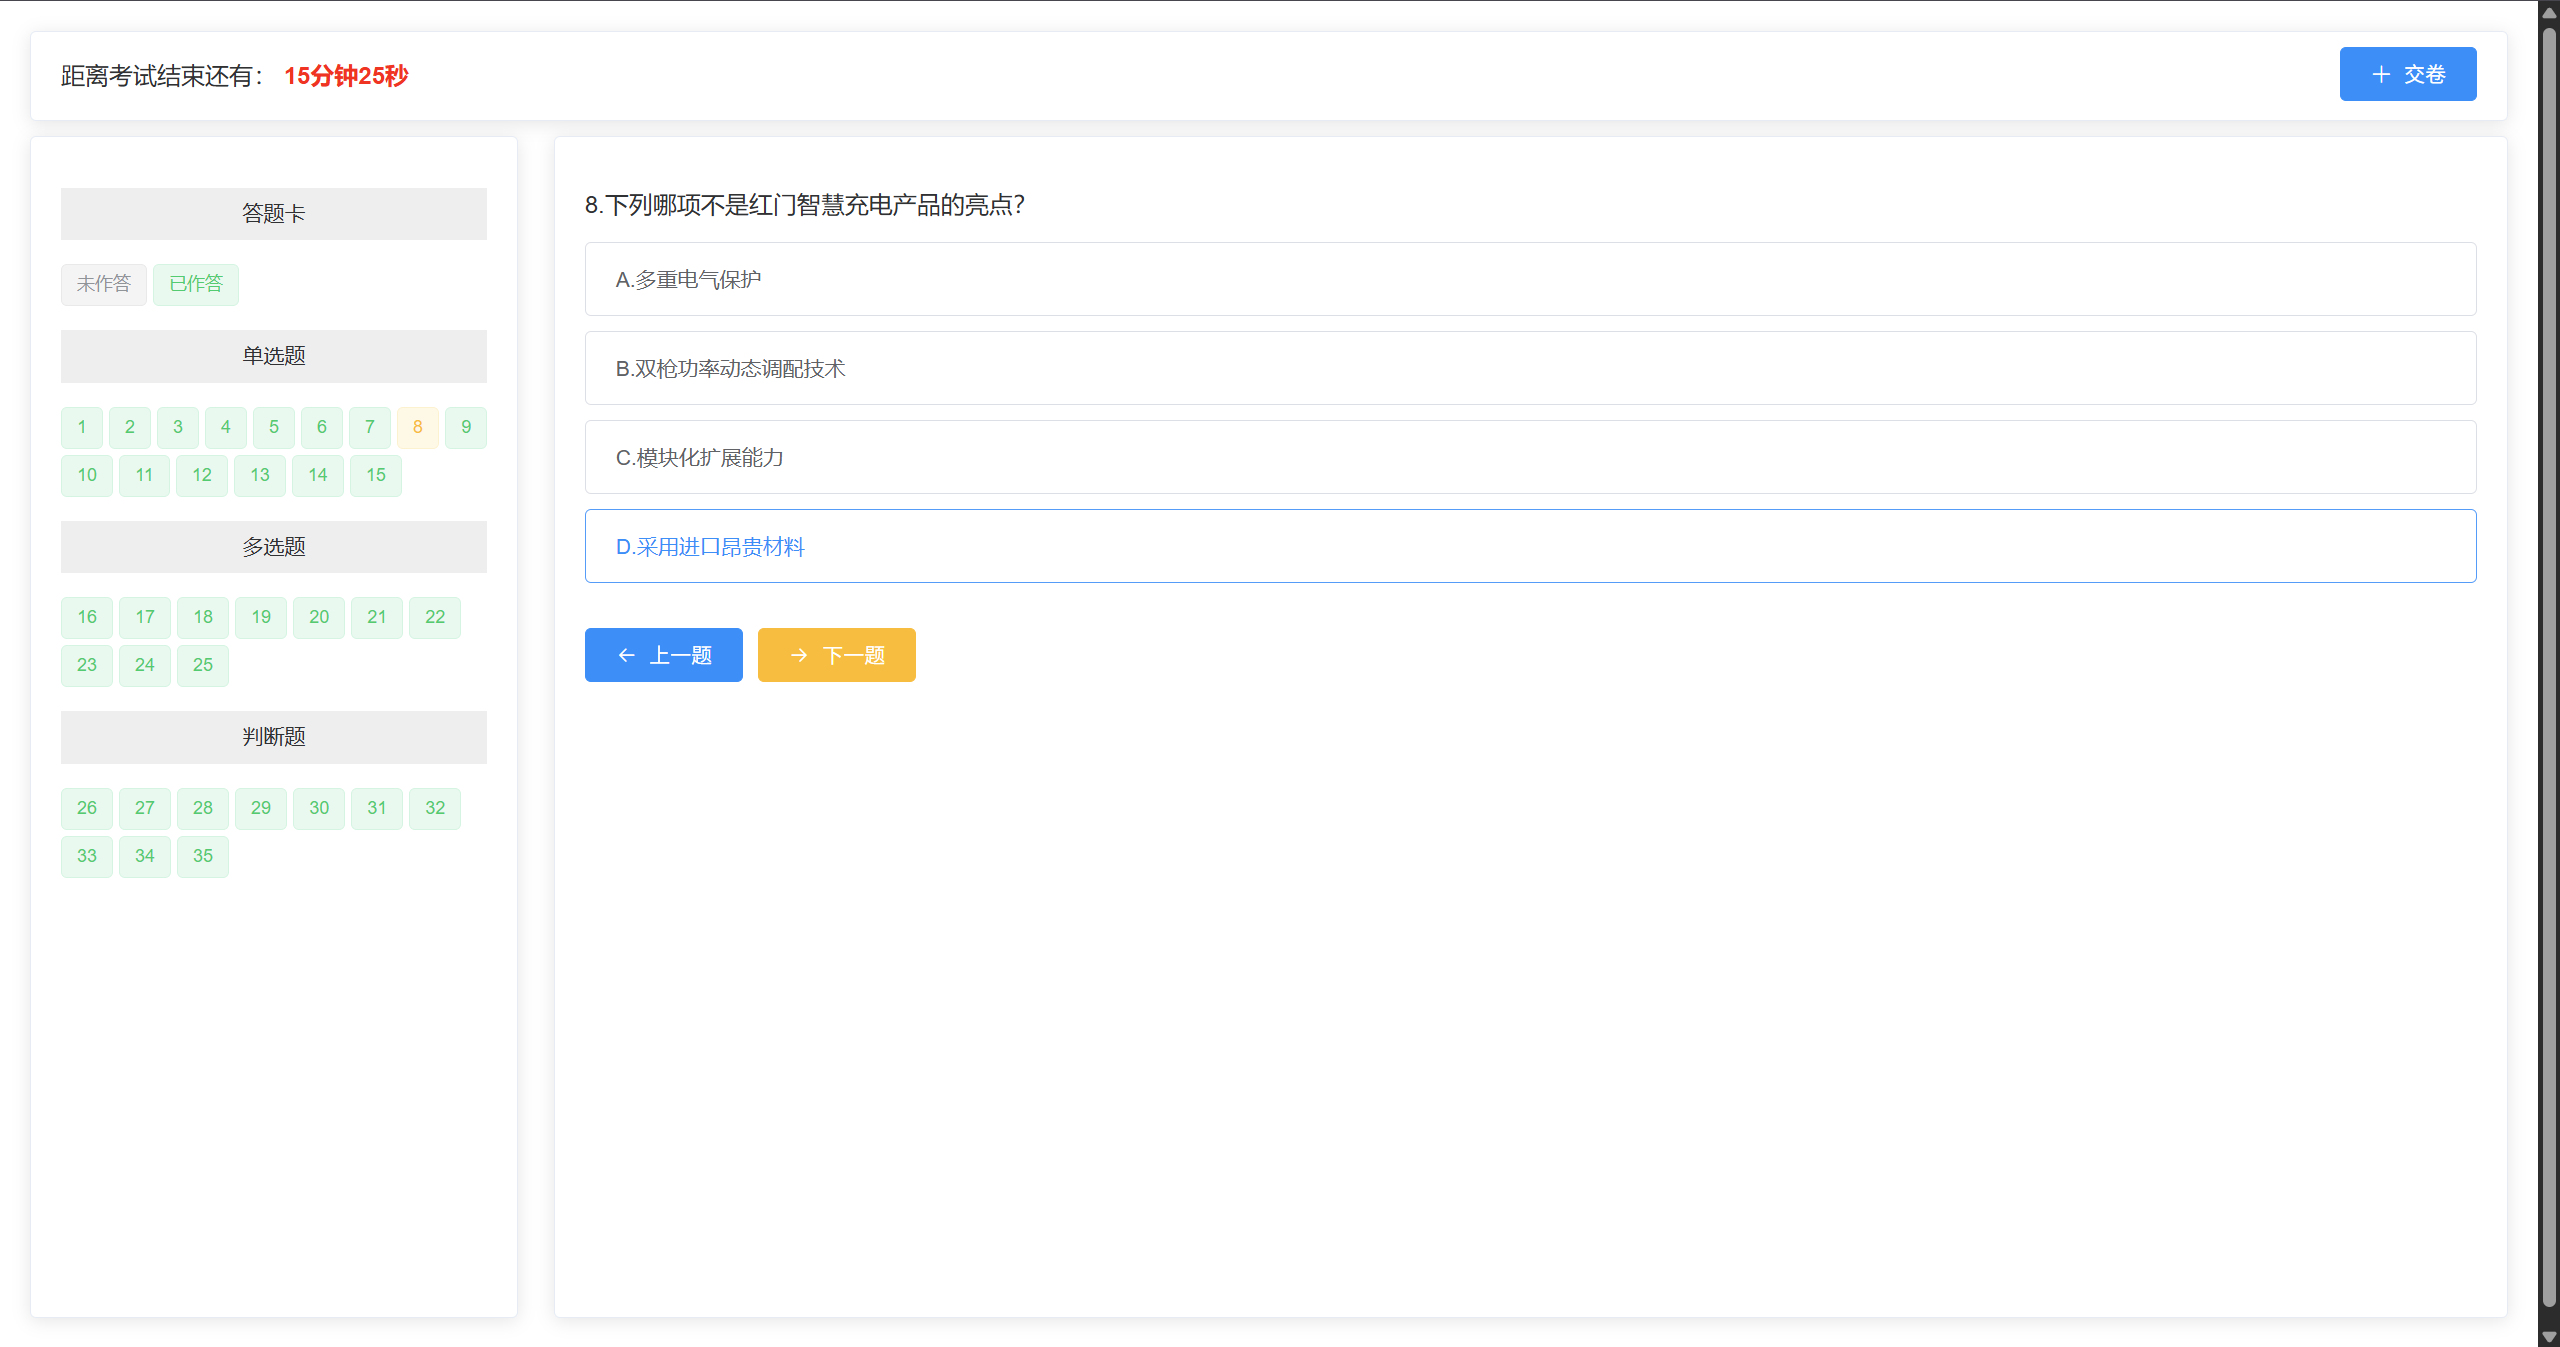 距离考试结束还有： 15分钟25秒
交卷
答题卡
未作答 已作答
单选题
1 2 3 4 5 6 7 8 9
10 11 12 13 14 15
多选题
16 17 18 19 20 21 22
23 24 25
判断题
26 27 28 29 30 31 32
33 34 35
8.下列哪项不是红门智慧充电产品的亮点？
A.多重电气保护
B.双枪功率动态调配技术
C.模块化扩展能力
D.采用进口昂贵材料
上一题 下一题